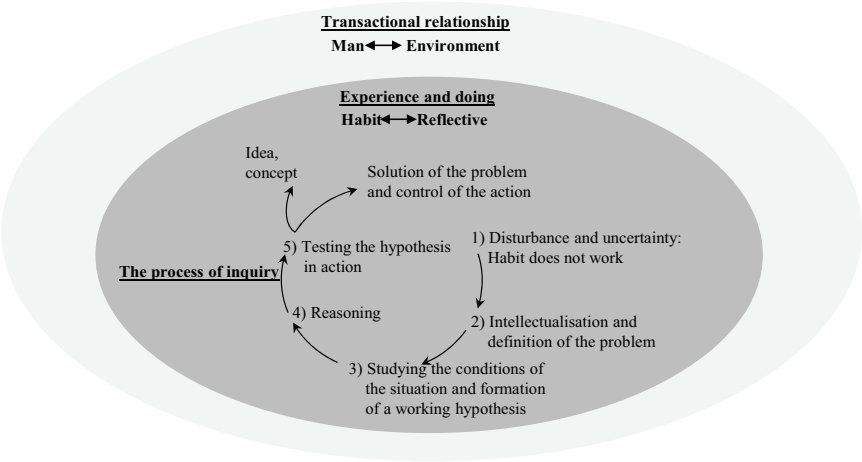 Transactional relationship
Man Environment
Experience and doing
Habit Reflective
Idea,
concept
Solution of the problem
and control of the action
1) Disturbance and uncertainty:
Habit does not work
5) Testing the hypothesis
in action
The process of inquiry
4) Reasoning
2) Intellectualisation and
definition of the problem
3) Studying the conditions of
the situation and formation
of a working hypothesis